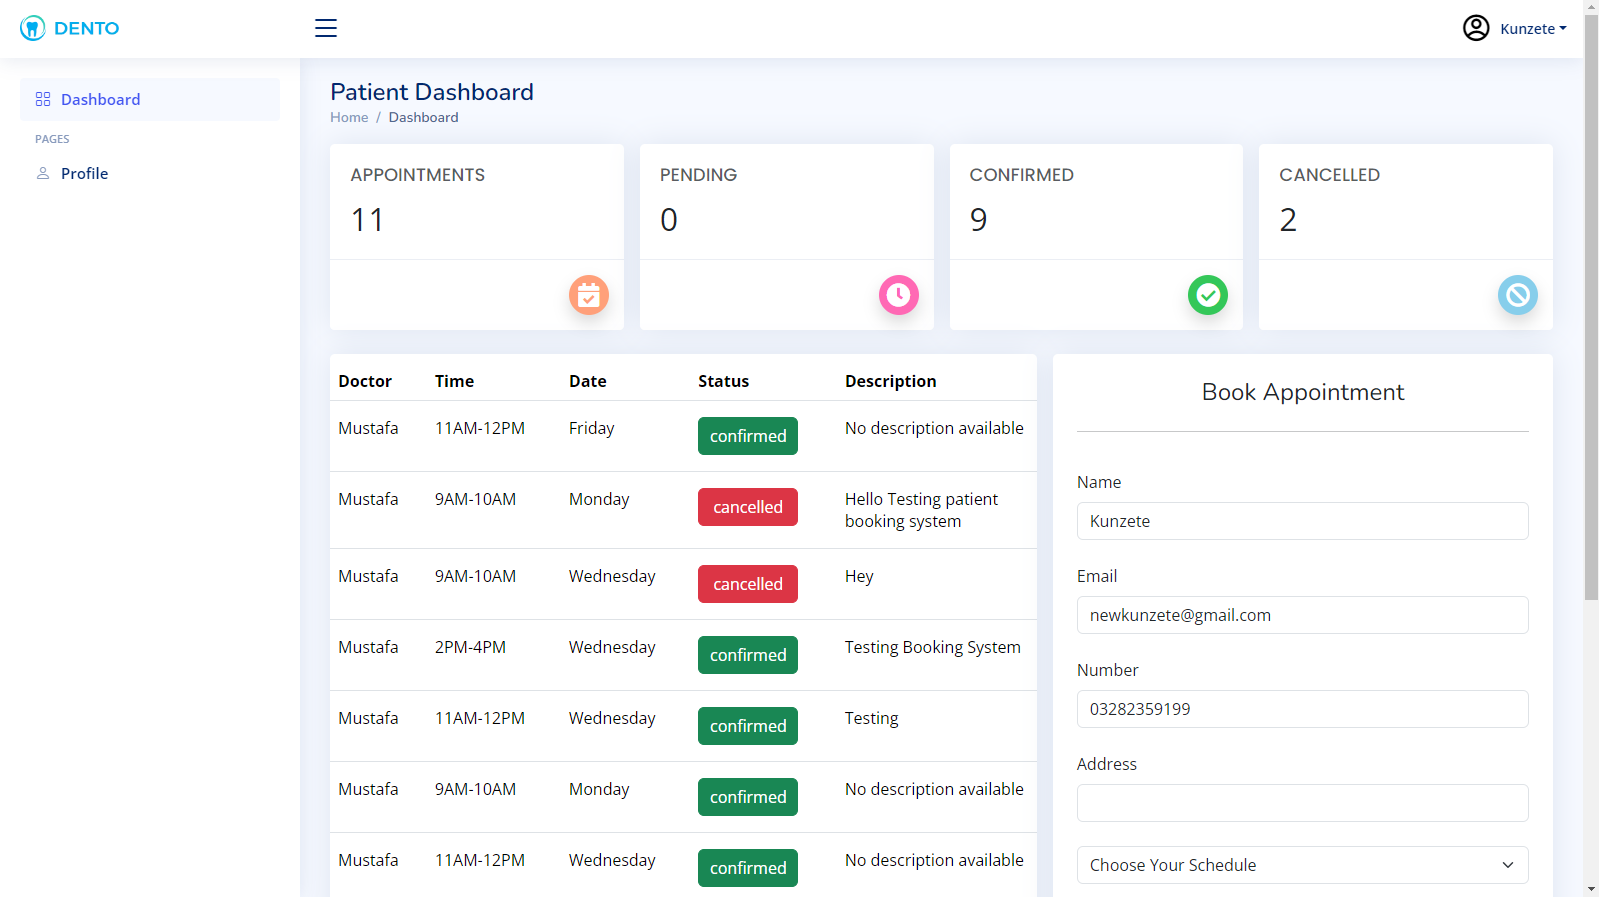 DENTO
Kunzete
Dashboard
PAGES
Profile
Patient Dashboard
Home / Dashboard
APPOINTMENTS
11
PENDING
0
CONFIRMED
9
CANCELLED
2
Doctor Time Date Status Description
Mustafa 11AM-12PM Friday confirmed No description available
Mustafa 9AM-10AM Monday cancelled Hello Testing patient
booking system
Mustafa 9AM-10AM Wednesday cancelled Hey
Mustafa 2PM-4PM Wednesday confirmed Testing Booking System
Mustafa 11AM-12PM Wednesday confirmed Testing
Mustafa 9AM-10AM Monday confirmed No description available
Mustafa 11AM-12PM Wednesday confirmed No description available
Book Appointment
Name
Kunzete
Email
newkunzete@gmail.com
Number
03282359199
Address
Choose Your Schedule